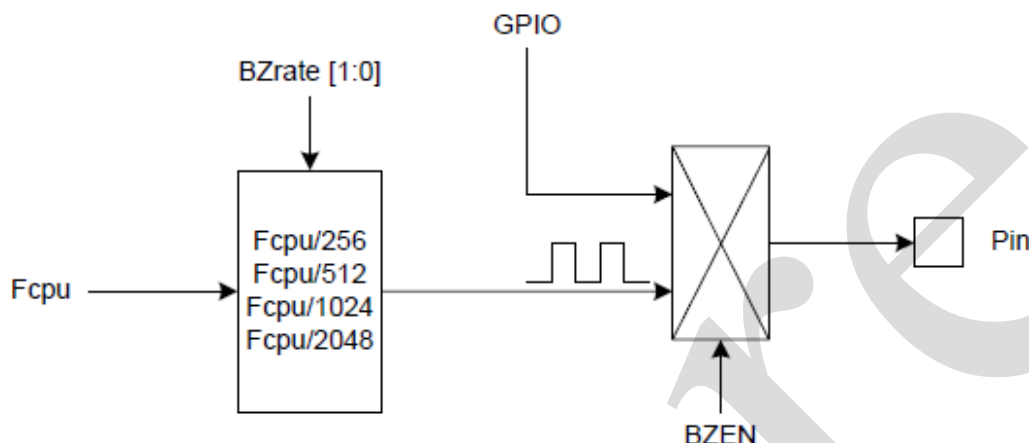 GPIO
BZrate [1:0]
Fcpu/256
Fcpu/512
Fcpu/1024
Fcpu/2048
Fcpu
Pin
BZEN